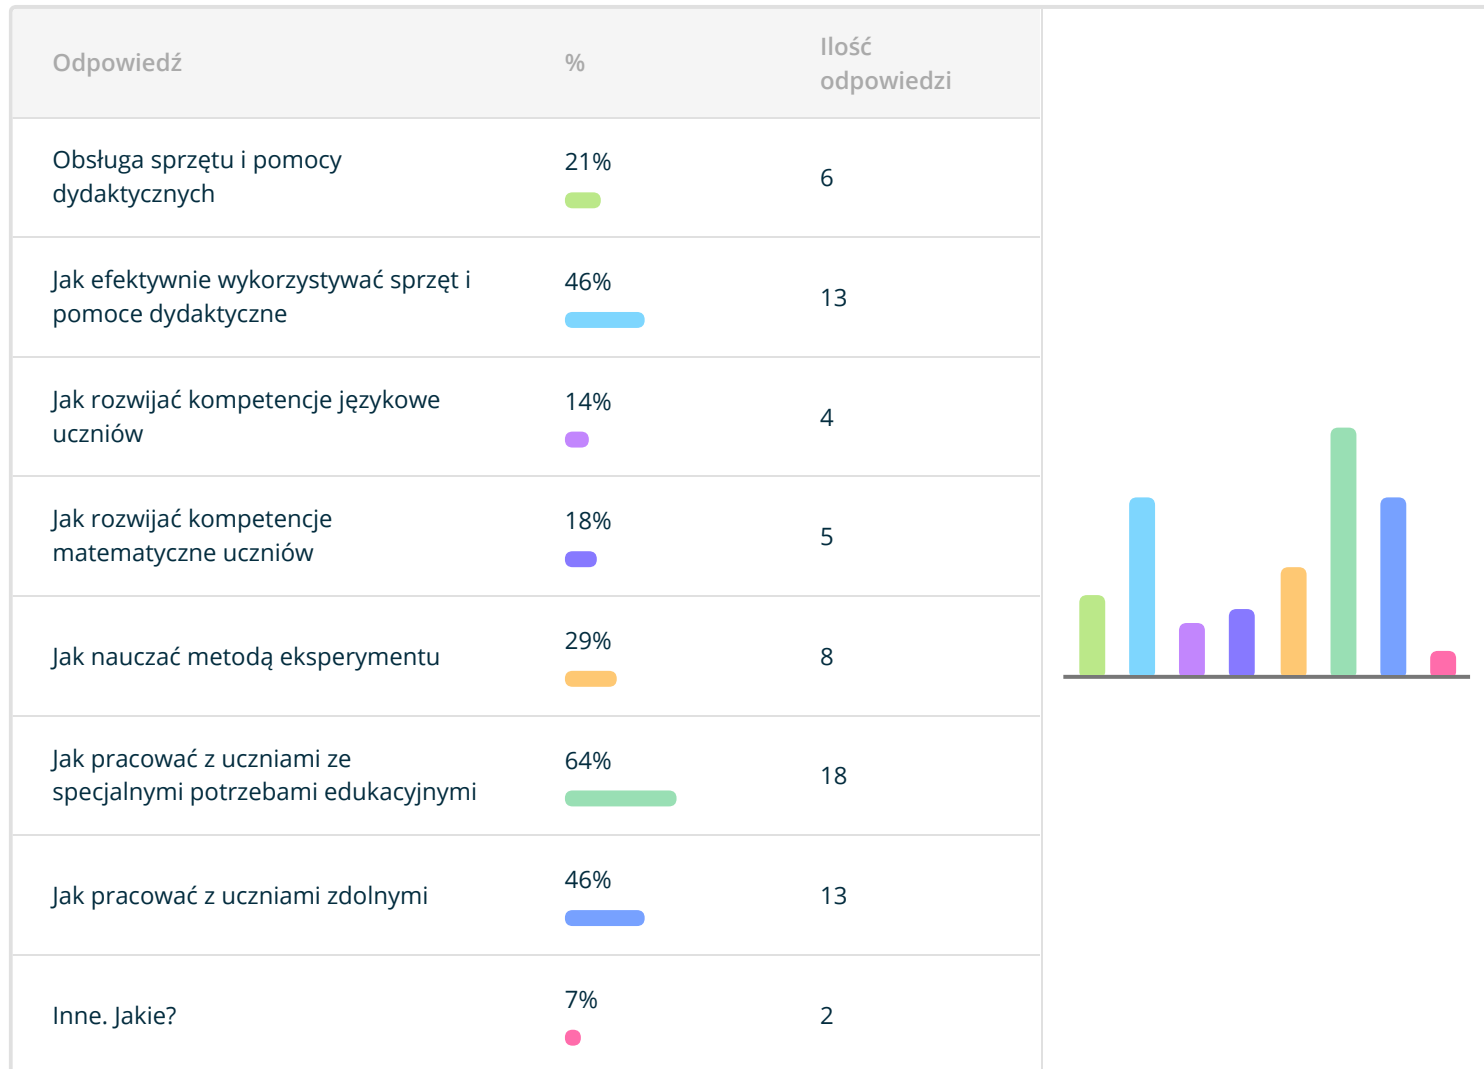 Odpowiedź % Ilość
odpowiedzi
Obsługa sprzętu i pomocy
dydaktycznych
21%
6
Jak efektywnie wykorzystywać sprzęt i
pomoce dydaktyczne
46%
13
Jak rozwijać kompetencje językowe
uczniów
14%
4
Jak rozwijać kompetencje
matematyczne uczniów
18%
5
Jak nauczać metodą eksperymentu
29%
8
Jak pracować z uczniami ze
specjalnymi potrzebami edukacyjnymi
64%
18
Jak pracować z uczniami zdolnymi
46%
13
Inne. Jakie?
7%
2